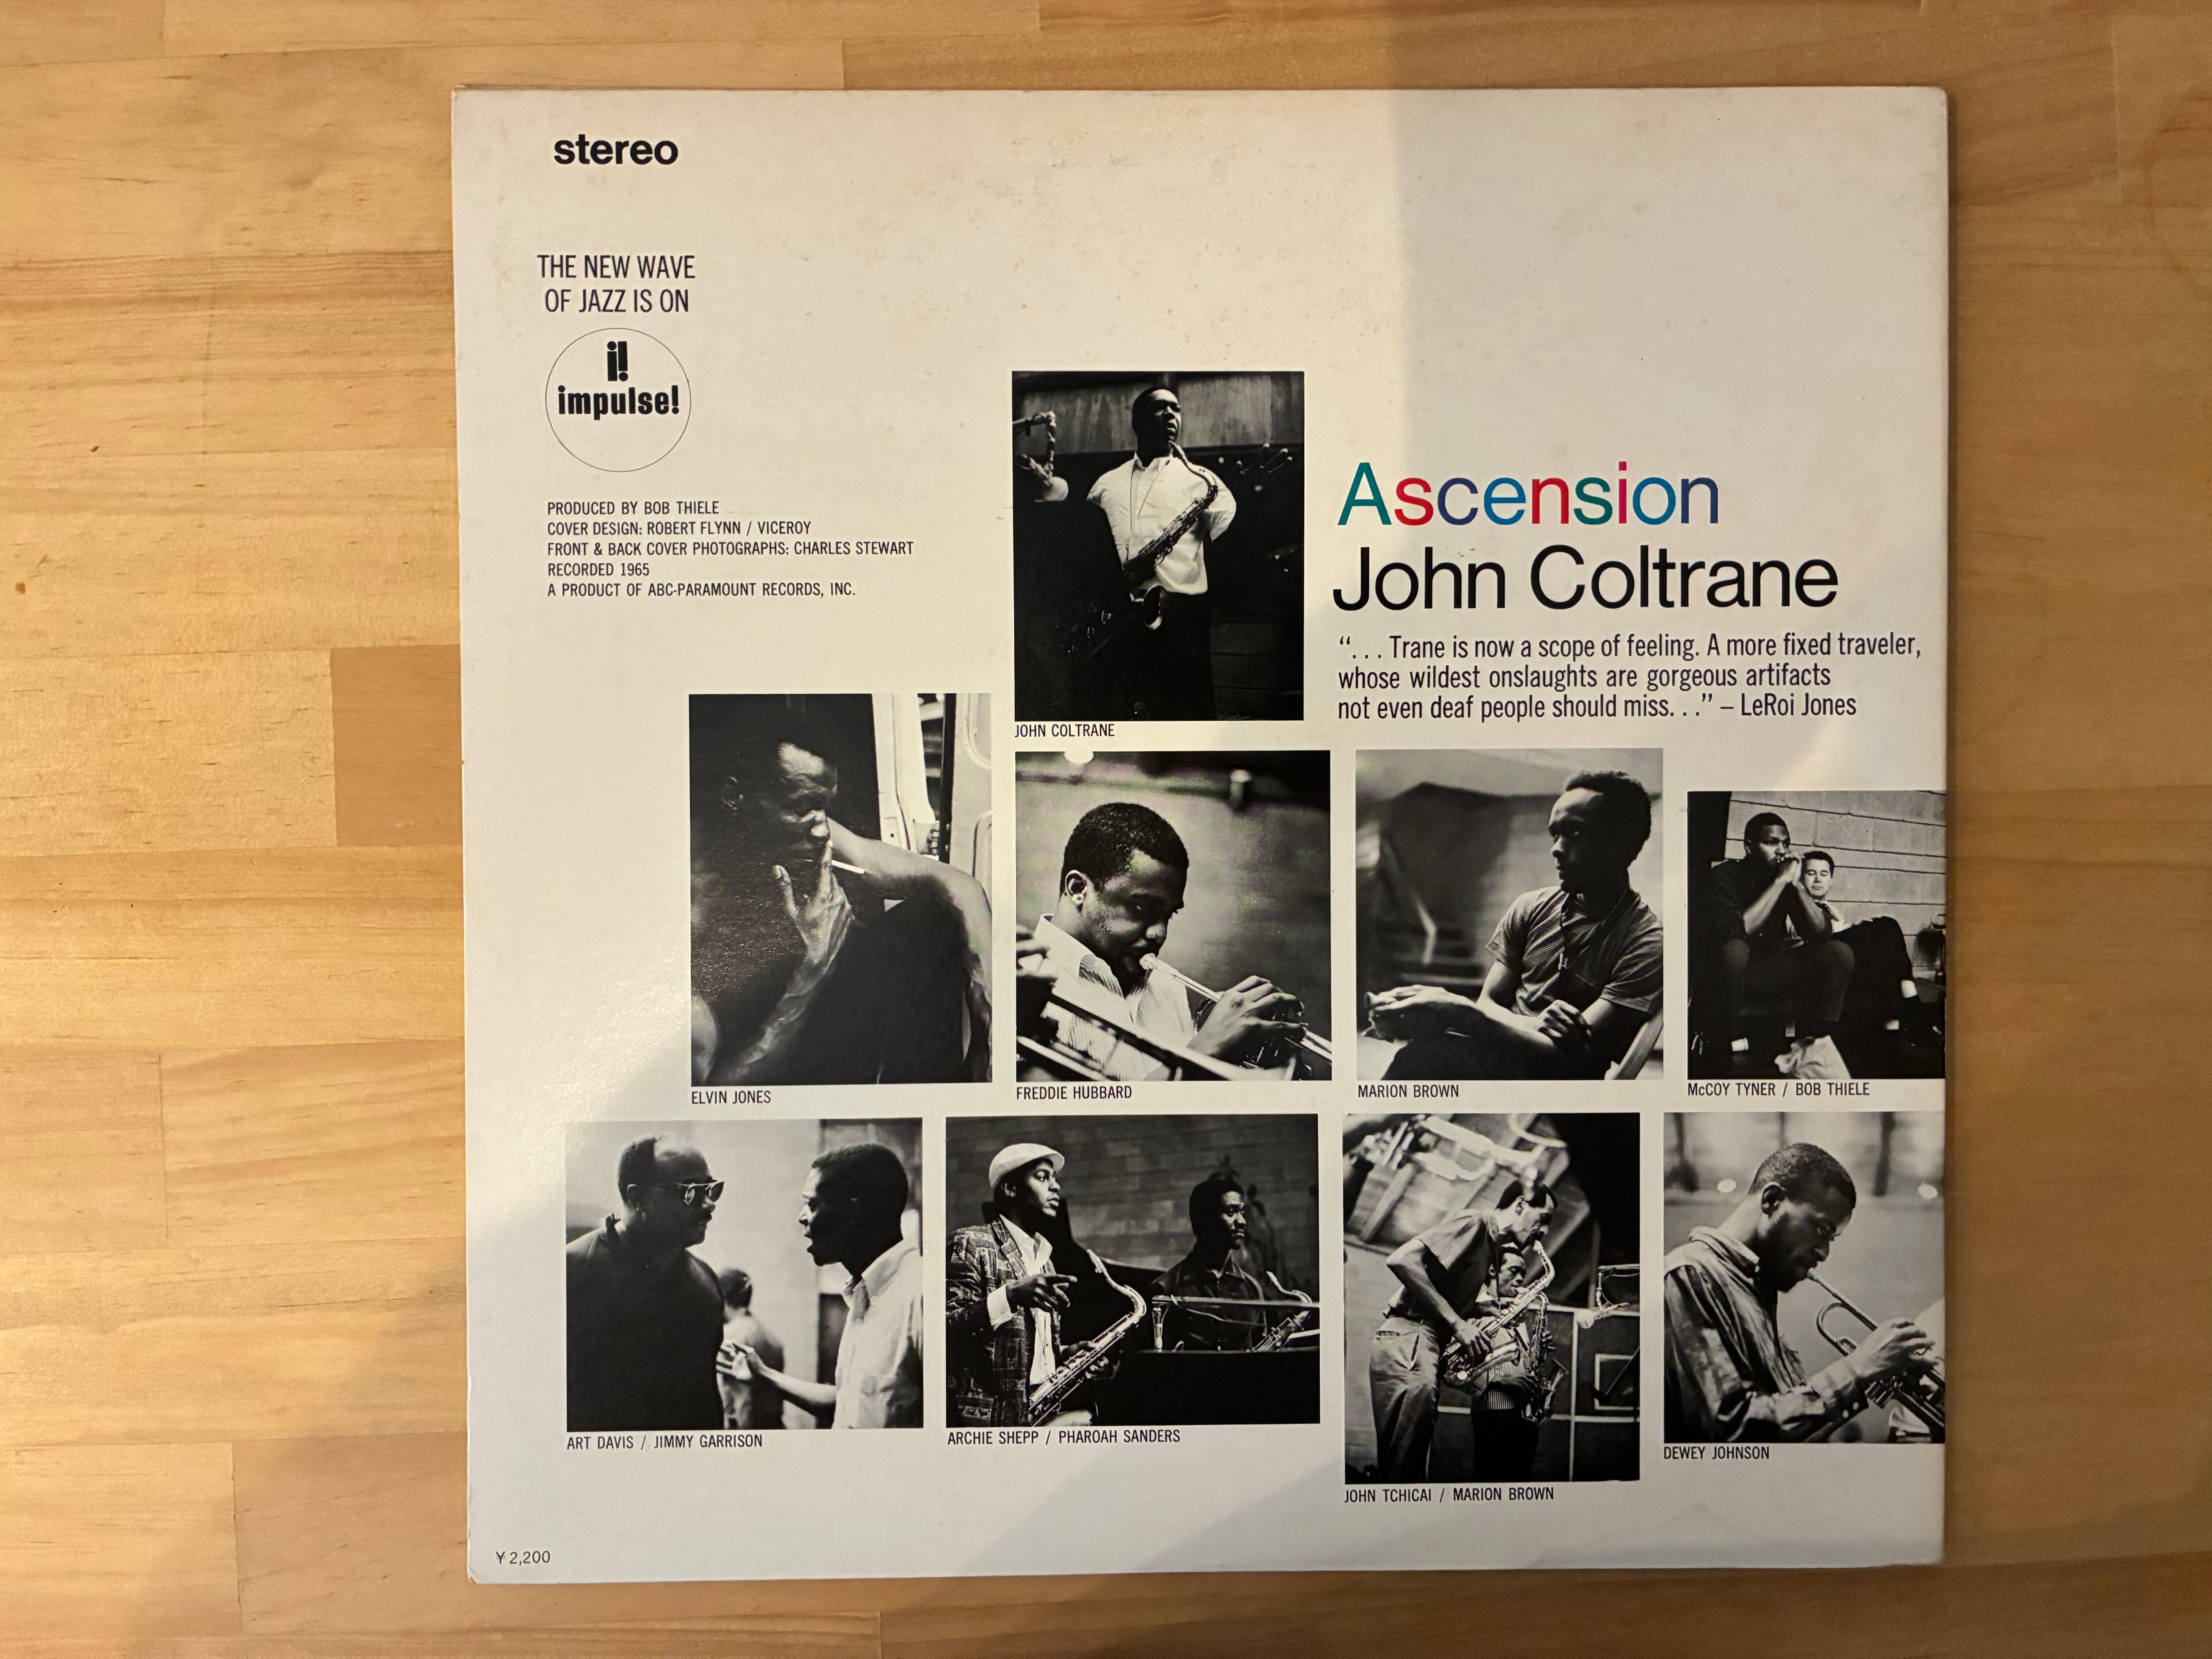 stereo
THE NEW WAVE
OF JAZZ IS ON
i!
impulse!
PRODUCED BY BOB THIELE
COVER DESIGN: ROBERT FLYNN / VICEROY
FRONT & BACK COVER PHOTOGRAPHS: CHARLES STEWART
RECORDED 1965
A PRODUCT OF ABC-PARAMOUNT RECORDS, INC.
Ascension
John Coltrane
“. . . Trane is now a scope of feeling. A more fixed traveler,
whose wildest onslaughts are gorgeous artifacts
not even deaf people should miss. . .” – LeRoi Jones
JOHN COLTRANE
ELVIN JONES
FREDDIE HUBBARD
MARION BROWN
McCOY TYNER / BOB THIELE
ART DAVIS / JIMMY GARRISON
ARCHIE SHEPP / PHAROAH SANDERS
JOHN TCHICAI / MARION BROWN
DEWEY JOHNSON
¥2,200